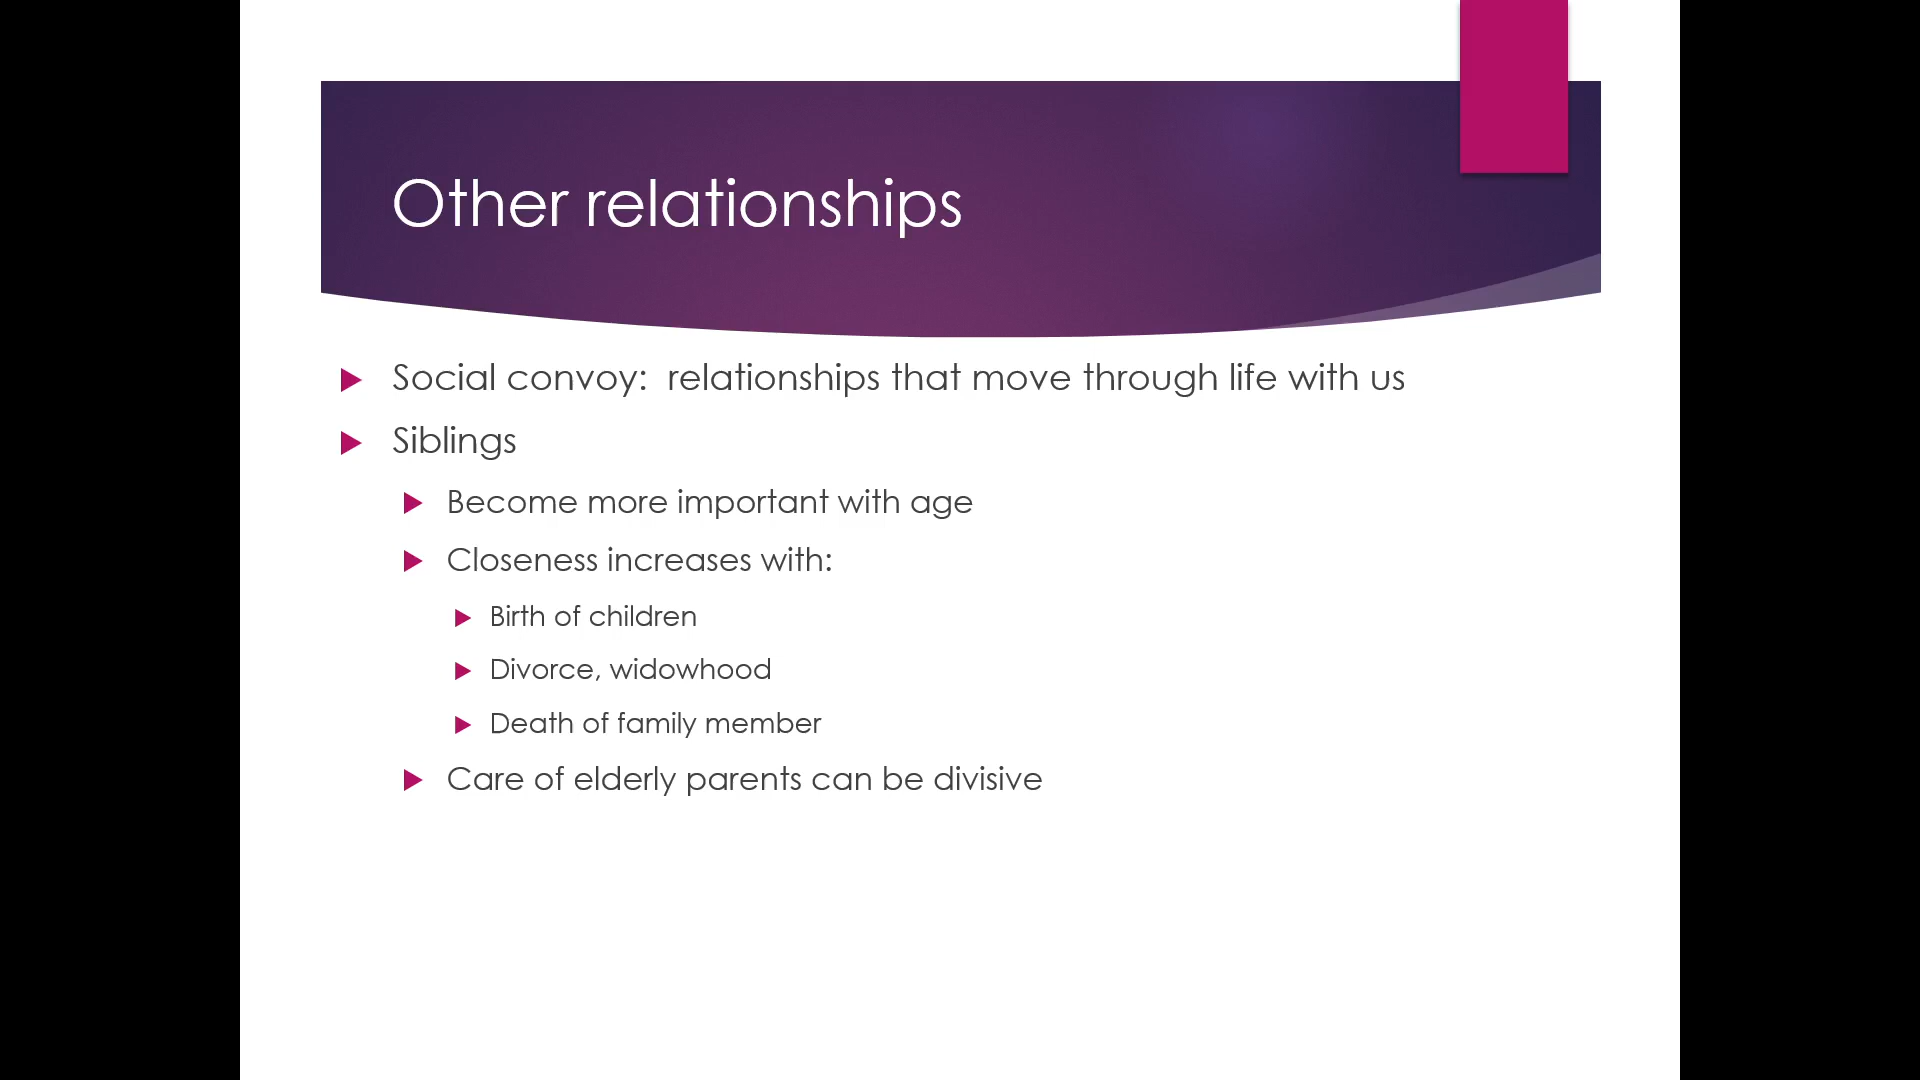 Other relationships
Social convoy:  relationships that move through life with us
Siblings
Become more important with age
Closeness increases with:
Birth of children
Divorce, widowhood
Death of family member
Care of elderly parents can be divisive